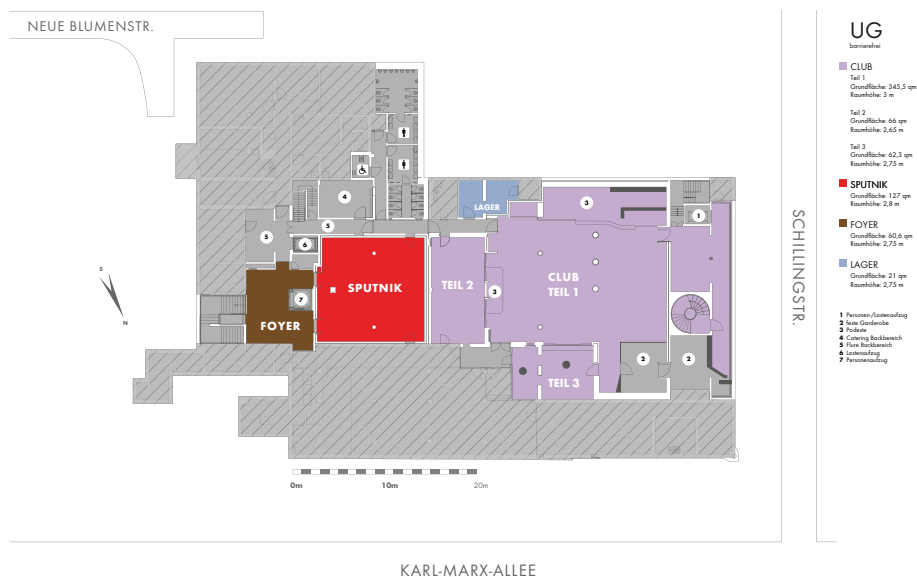 NEUE BLUMENSTR.
UG
barrierefrei
CLUB
Teil 1
Grundfläche: 345,5 qm
Raumhöhe: 3 m
Teil 2
Grundfläche: 66 qm
Raumhöhe: 2,65 m
Teil 3
Grundfläche: 62,3 qm
Raumhöhe: 2,75 m
SPUTNIK
Grundfläche: 127 qm
Raumhöhe: 2,8 m
FOYER
Grundfläche: 60,6 qm
Raumhöhe: 2,75 m
LAGER
Grundfläche: 21 qm
Raumhöhe: 2,75 m
1 Personen-/Lastenaufzug
2 feste Garderobe
3 Podeste
4 Catering Backbereich
5 Flure Backbereich
6 Lastenaufzug
7 Personenaufzug
SCHILLINGSTR.
4
LAGER
3
1
5
5
6
SPUTNIK
TEIL 2
3
CLUB
TEIL 1
7
FOYER
2
2
TEIL 3
S
N
0m
10m
20m
KARL-MARX-ALLEE